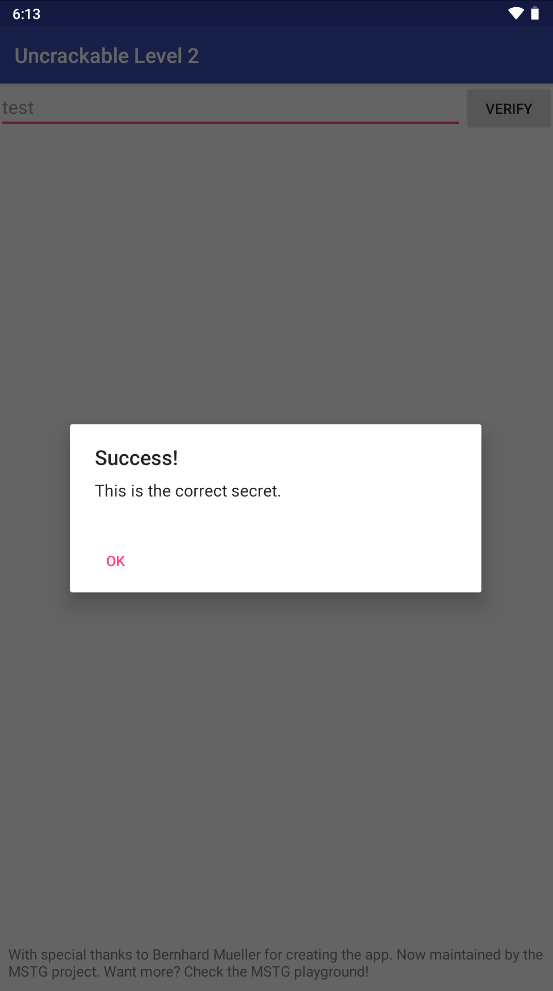 6:13
Uncrackable Level 2
test
VERIFY
Success!
This is the correct secret.
OK
With special thanks to Bernhard Mueller for creating the app. Now maintained by the
MSTG project. Want more? Check the MSTG playground!